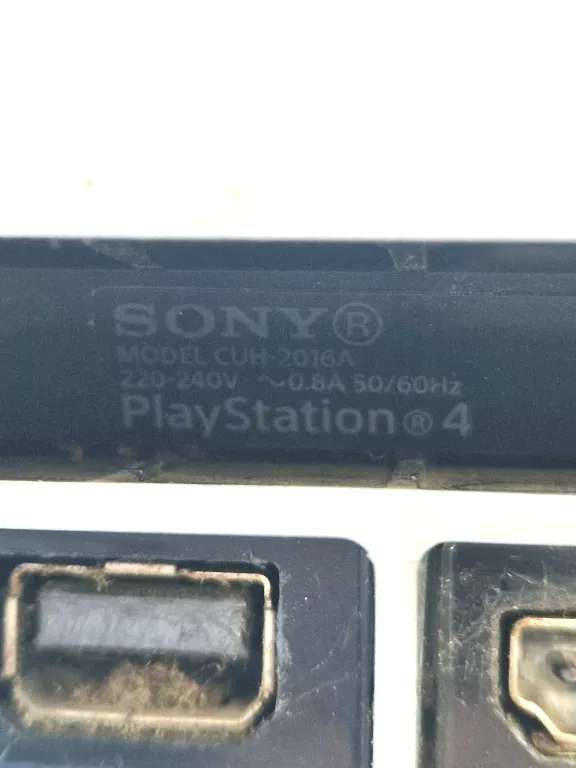 SONY®
MODEL CUH-2016A
220-240V ～0.8A 50/60Hz
PlayStation®4